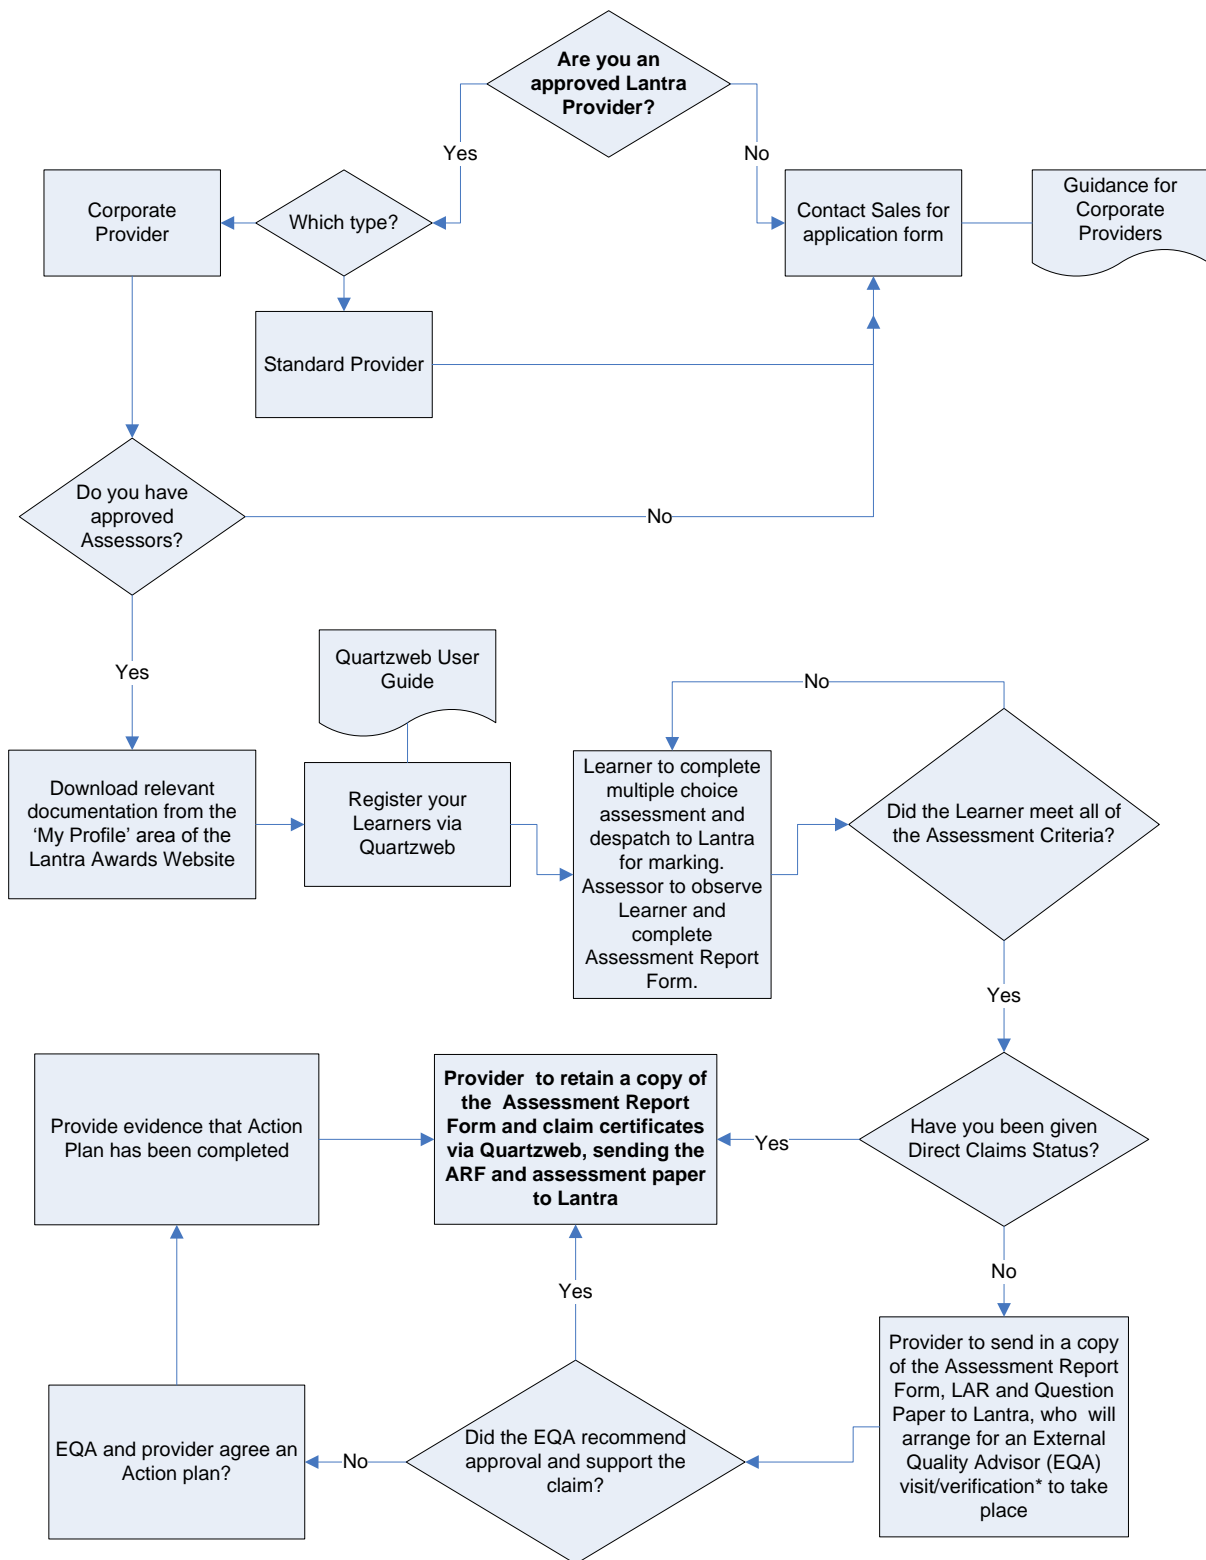 Are you an
approved Lantra
Provider?
Yes
No
Corporate
Provider
Which type?
Contact Sales for
application form
Guidance for
Corporate
Providers
Standard Provider
Do you have
approved
Assessors?
No
Yes
Quartzweb User
Guide
No
Download relevant
documentation from the
‘My Profile’ area of the
Lantra Awards Website
Register your
Learners via
Quartzweb
Learner to complete
multiple choice
assessment and
despatch to Lantra
for marking.
Assessor to observe
Learner and
complete
Assessment Report
Form.
Did the Learner meet all of
the Assessment Criteria?
Yes
Provide evidence that Action
Plan has been completed
Provider to retain a copy of
the Assessment Report
Form and claim certificates
via Quartzweb, sending the
ARF and assessment paper
to Lantra
Yes
Have you been given
Direct Claims Status?
No
Yes
EQA and provider agree an
Action plan?
No
Did the EQA recommend
approval and support the
claim?
Provider to send in a copy
of the Assessment Report
Form, LAR and Question
Paper to Lantra, who will
arrange for an External
Quality Advisor (EQA)
visit/verification* to take
place